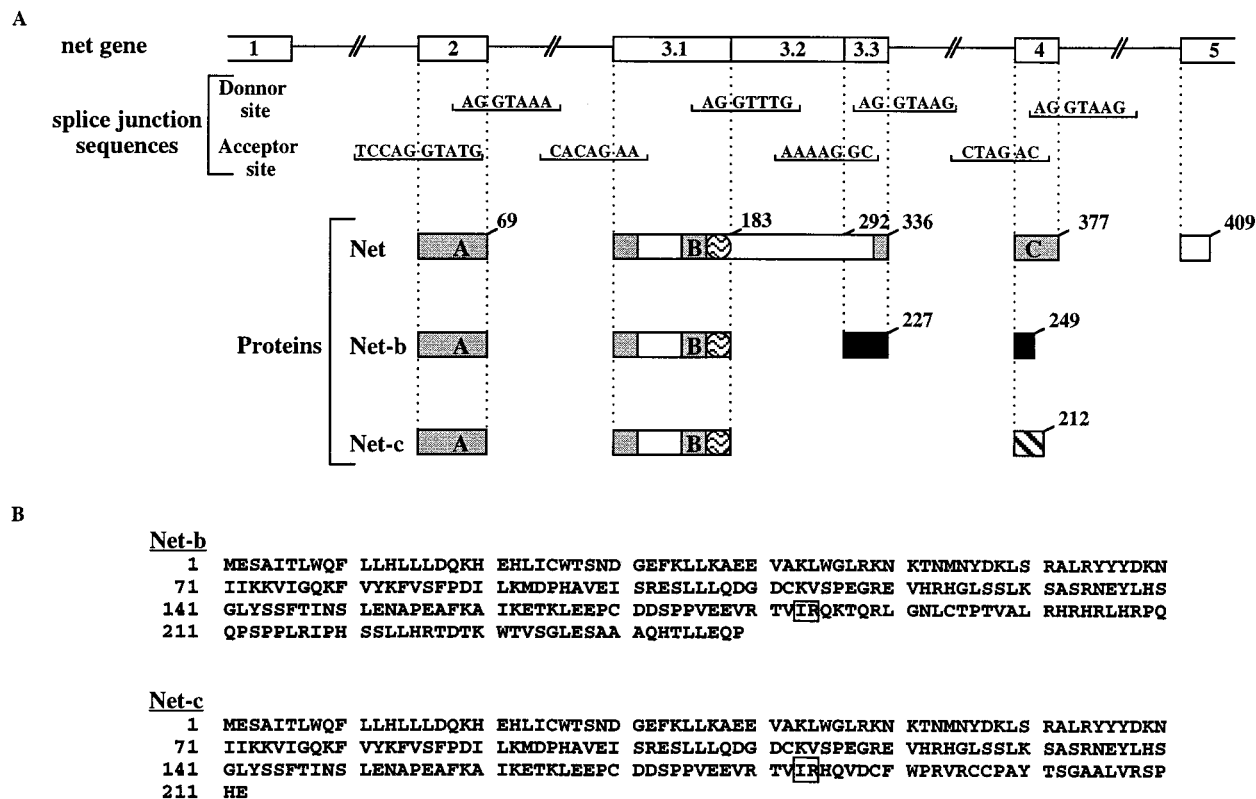 A
net gene 1 2 3.1 3.2 3.3 4 5
Donnor site
AG GTAAA AG GTTTG AG GTAAG AG GTAAG
splice junction sequences
Acceptor site
TCCAG GTATG CACAG AA AAAAG GC CTAG AC
69 183 292 336 377 409
Net A B C
227 249
Proteins Net-b A B
212
Net-c A B
B
Net-b
1 MESAITLWQF LLHLLLDQKH EHLICWTSND GEFKLLKAEE VAKLWGLRKN KTNMNYDKLS RALRYYYDKN
71 IIKKVIGQKF VYKFVSFPDI LKMDPHAVEI SRESLLLQDG DCKVSPEGRE VHRHGLSSLK SASRNEYLHS
141 GLYSSFTINS LENAPEAFKA IKETKLEEPC DDSPPVEEVR TVIRQKTQRL GNLCTPTVAL RHRHRLHRPQ
211 QPSPPLRIPH SSLLHRTDTK WTVSGLESAA AQHTLLEQP
Net-c
1 MESAITLWQF LLHLLLDQKH EHLICWTSND GEFKLLKAEE VAKLWGLRKN KTNMNYDKLS RALRYYYDKN
71 IIKKVIGQKF VYKFVSFPDI LKMDPHAVEI SRESLLLQDG DCKVSPEGRE VHRHGLSSLK SASRNEYLHS
141 GLYSSFTINS LENAPEAFKA IKETKLEEPC DDSPPVEEVR TVIRHQVDCF WPRVRCCPAY TSGAALVRSP
211 HE